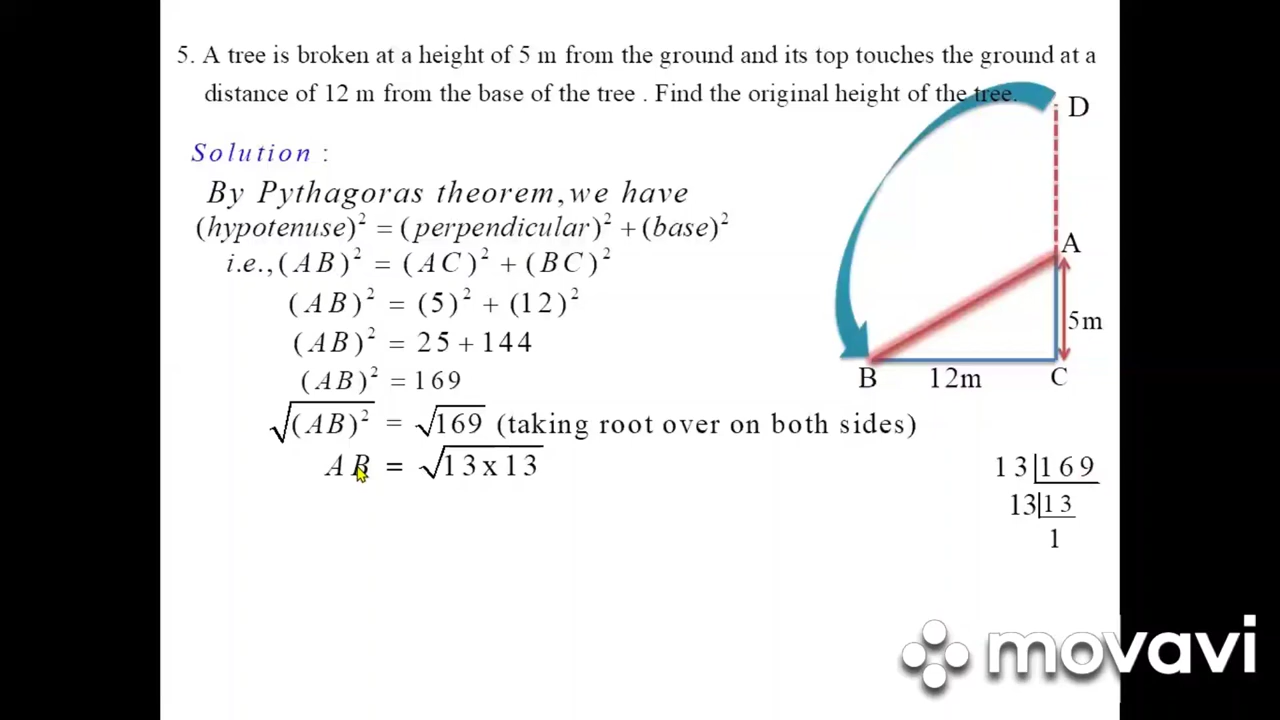 5. A tree is broken at a height of 5 m from the ground and its top touches the ground at a
distance of 12 m from the base of the tree . Find the original height of the tree.
D
Solution :
By Pythagoras theorem, we have
(hypotenuse)² = (perpendicular)² + (base)²
A
i.e., (AB)² = (AC)² + (BC)²
(AB)² = (5)² + (12)²
5m
(AB)² = 25 + 144
B 12m C
(AB)² = 169
√(AB)² = √169 (taking root over on both sides)
AB = √13 x 13
13 169
13 13
1
movavi